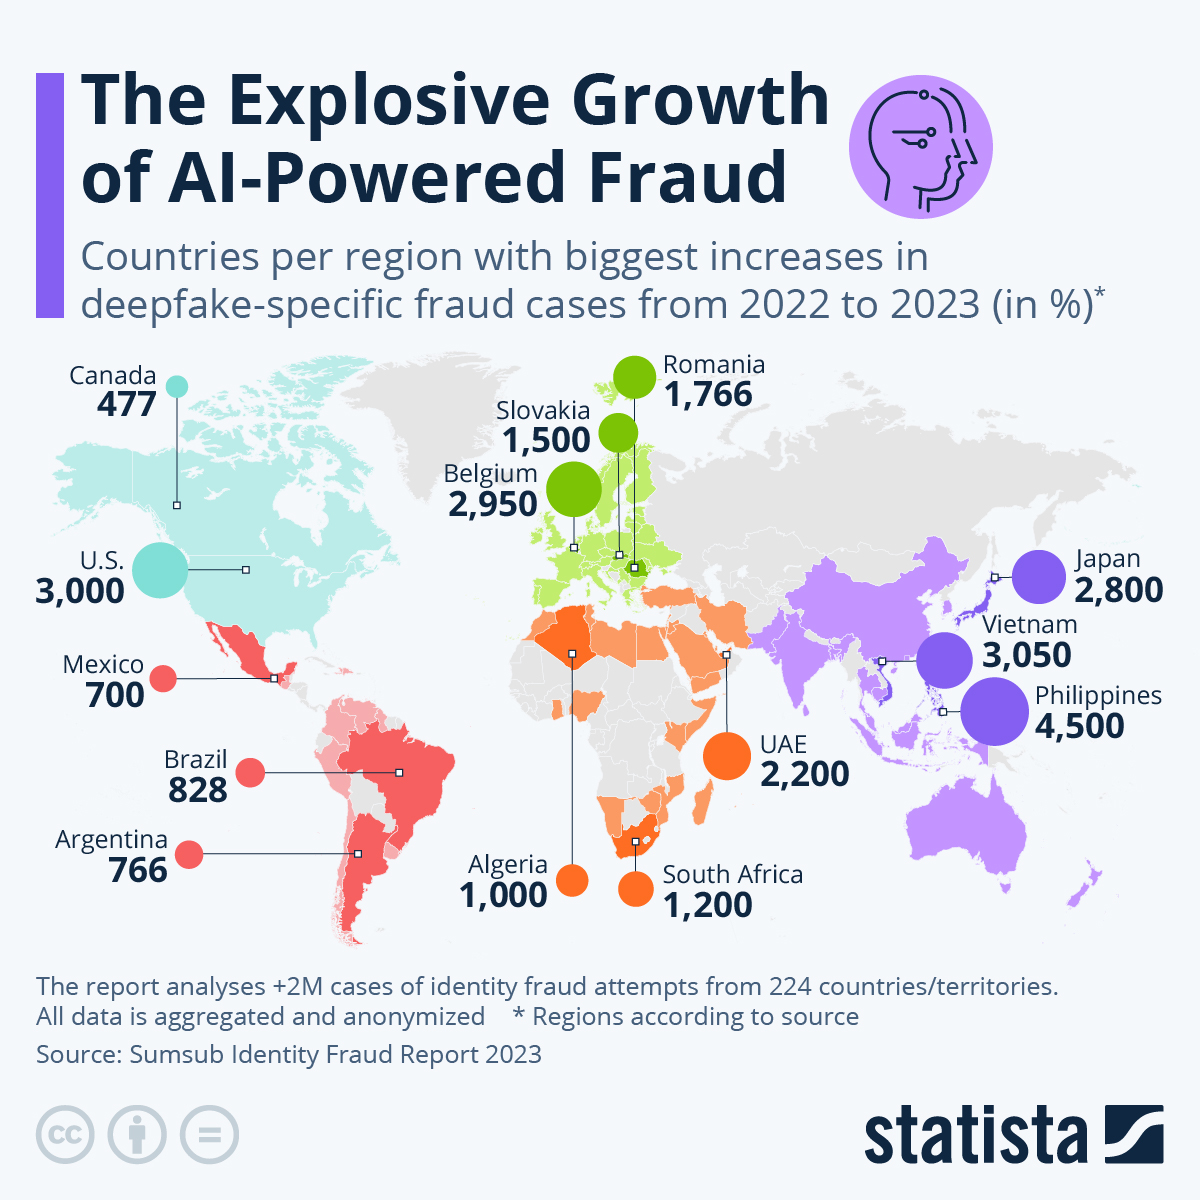 The Explosive Growth
of AI-Powered Fraud
Countries per region with biggest increases in
deepfake-specific fraud cases from 2022 to 2023 (in %)*
Canada
477
U.S.
3,000
Mexico
700
Brazil
828
Argentina
766
Romania
1,766
Slovakia
1,500
Belgium
2,950
Algeria
1,000
South Africa
1,200
UAE
2,200
Japan
2,800
Vietnam
3,050
Philippines
4,500
The report analyses +2M cases of identity fraud attempts from 224 countries/territories.
All data is aggregated and anonymized * Regions according to source
Source: Sumsub Identity Fraud Report 2023
cc
statista